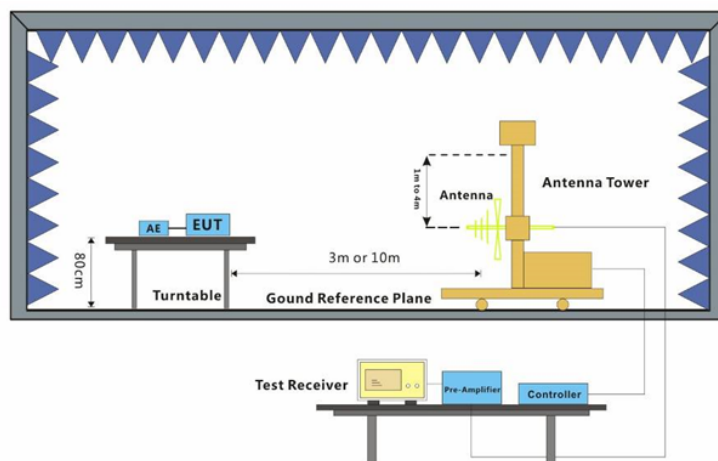 1m to 4m
Antenna
Antenna Tower
AE
EUT
3m or 10m
80cm
Turntable
Gound Reference Plane
Test Receiver
Pre-Amplifier
Controller